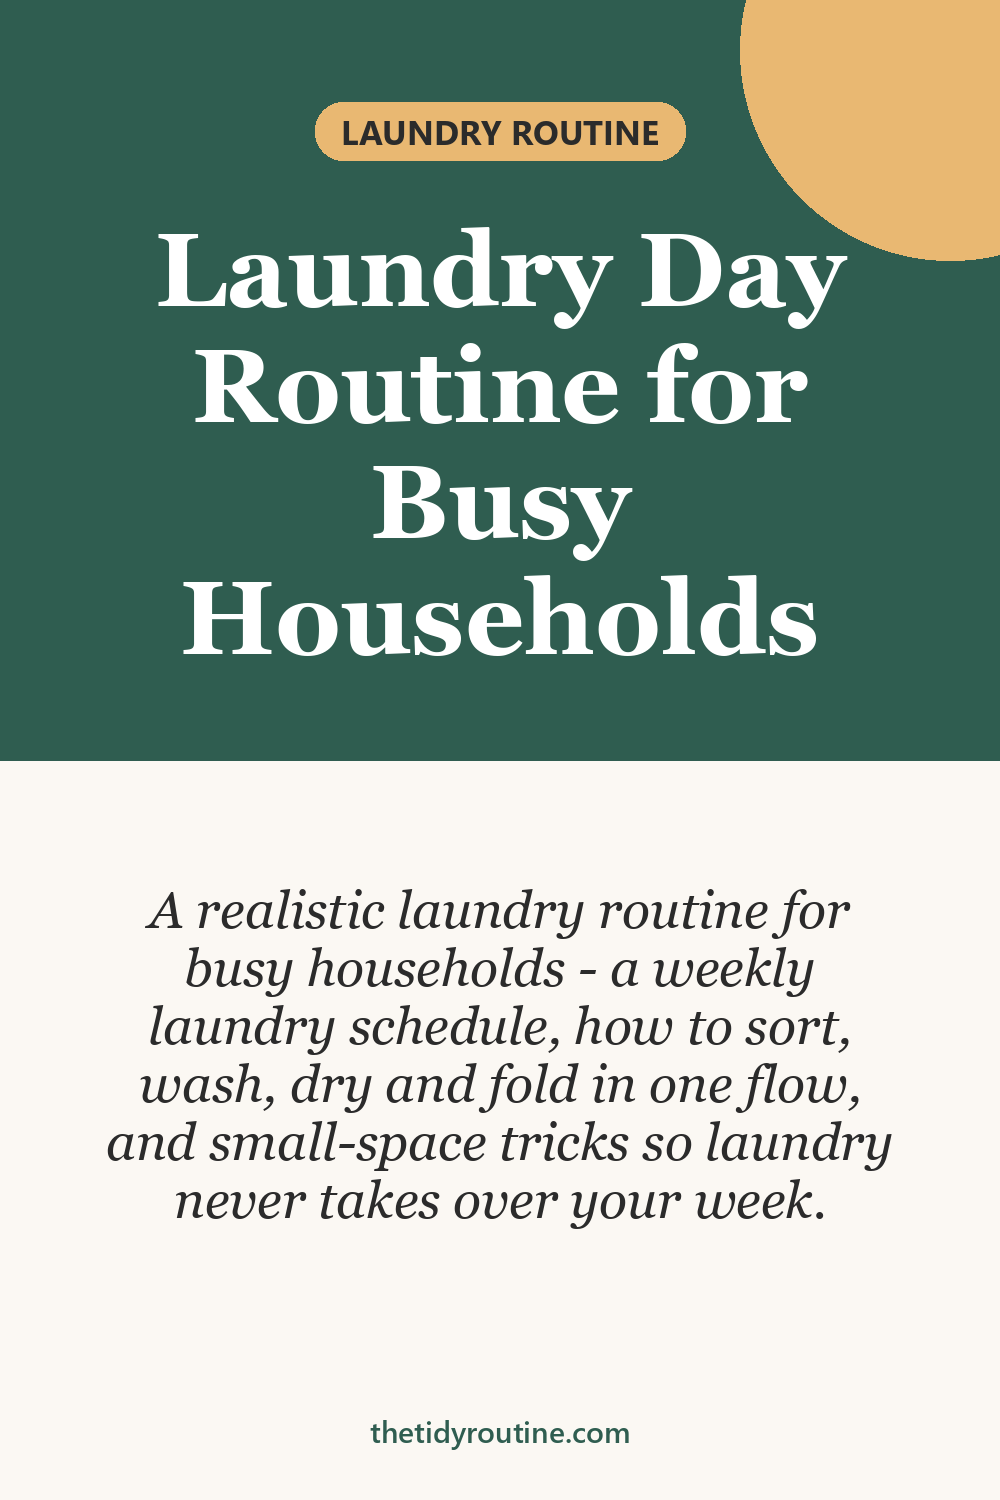 LAUNDRY ROUTINE
Laundry Day
Routine for
Busy
Households
A realistic laundry routine for
busy households - a weekly
laundry schedule, how to sort,
wash, dry and fold in one flow,
and small-space tricks so laundry
never takes over your week.
thetidyroutine.com